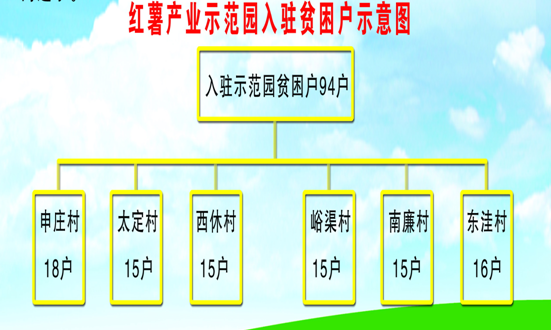 红薯产业示范园入驻贫困户示意图
入驻示范园贫困户94户
申庄村
18户
太定村
15户
西休村
15户
峪渠村
15户
南廉村
15户
东洼村
16户